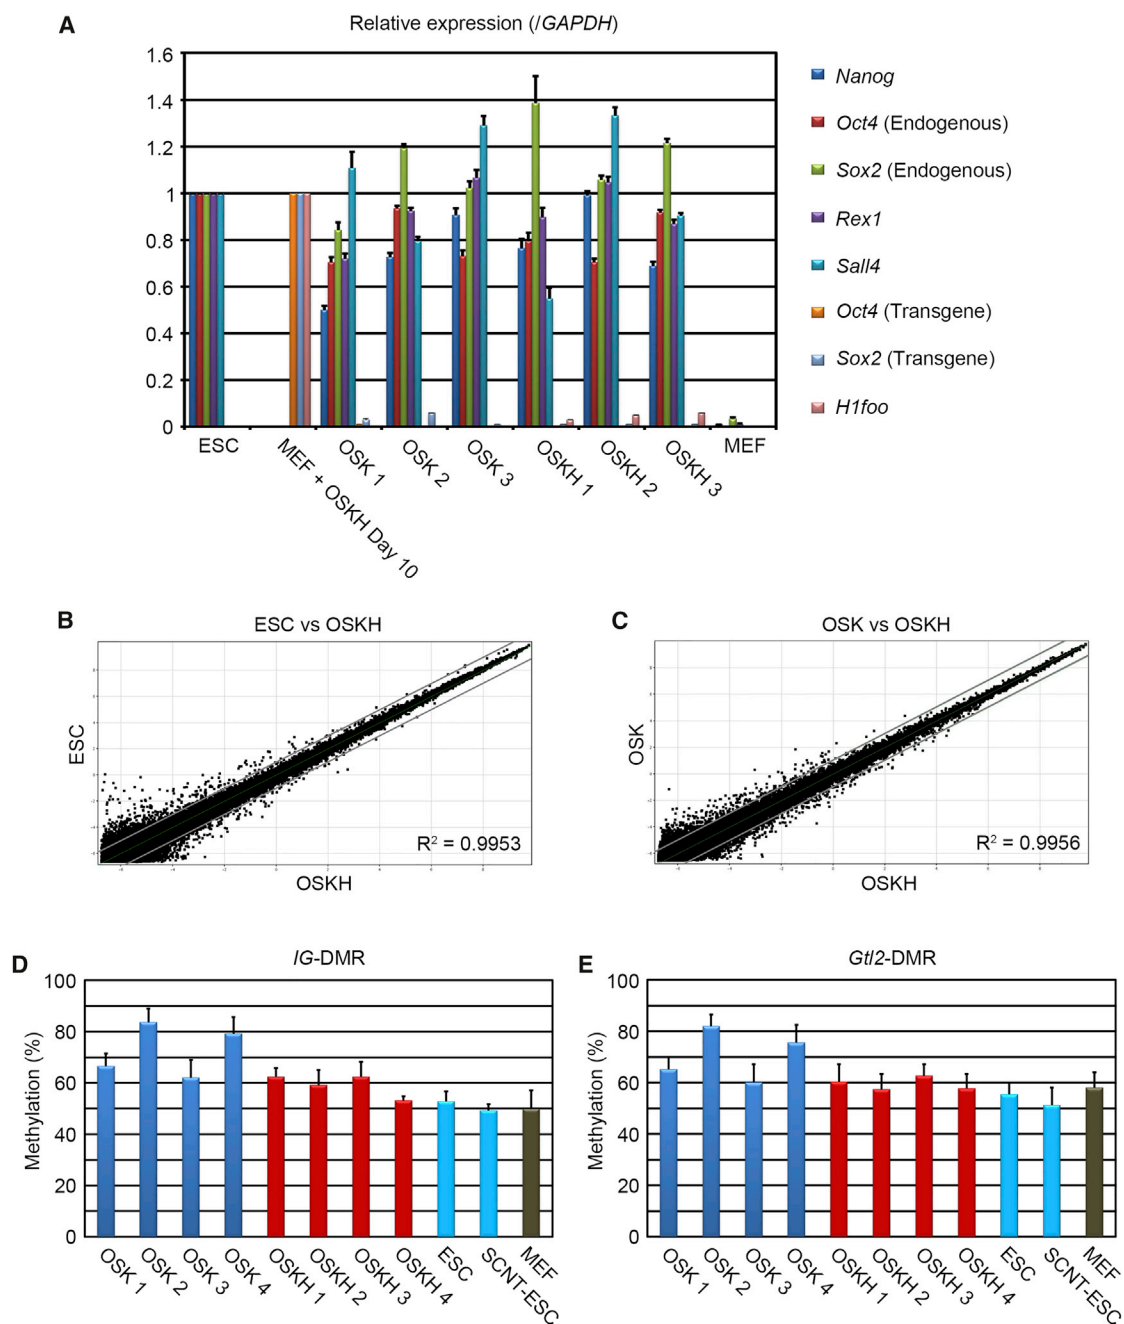 A
Relative expression (/GAPDH)
1.6
1.4
1.2
1
0.8
0.6
0.4
0.2
0
ESC
MEF + OSKH Day 10
OSK 1
OSK 2
OSK 3
OSKH 1
OSKH 2
OSKH 3
MEF
Nanog
Oct4 (Endogenous)
Sox2 (Endogenous)
Rex1
Sall4
Oct4 (Transgene)
Sox2 (Transgene)
H1foo
B
ESC vs OSKH
ESC
R² = 0.9953
OSKH
C
OSK vs OSKH
OSK
R² = 0.9956
OSKH
D
IG-DMR
Methylation (%)
100
80
60
40
20
0
OSK 1
OSK 2
OSK 3
OSK 4
OSKH 1
OSKH 2
OSKH 3
OSKH 4
ESC
SCNT-ESC
MEF
E
Gtl2-DMR
Methylation (%)
100
80
60
40
20
0
OSK 1
OSK 2
OSK 3
OSK 4
OSKH 1
OSKH 2
OSKH 3
OSKH 4
ESC
SCNT-ESC
MEF